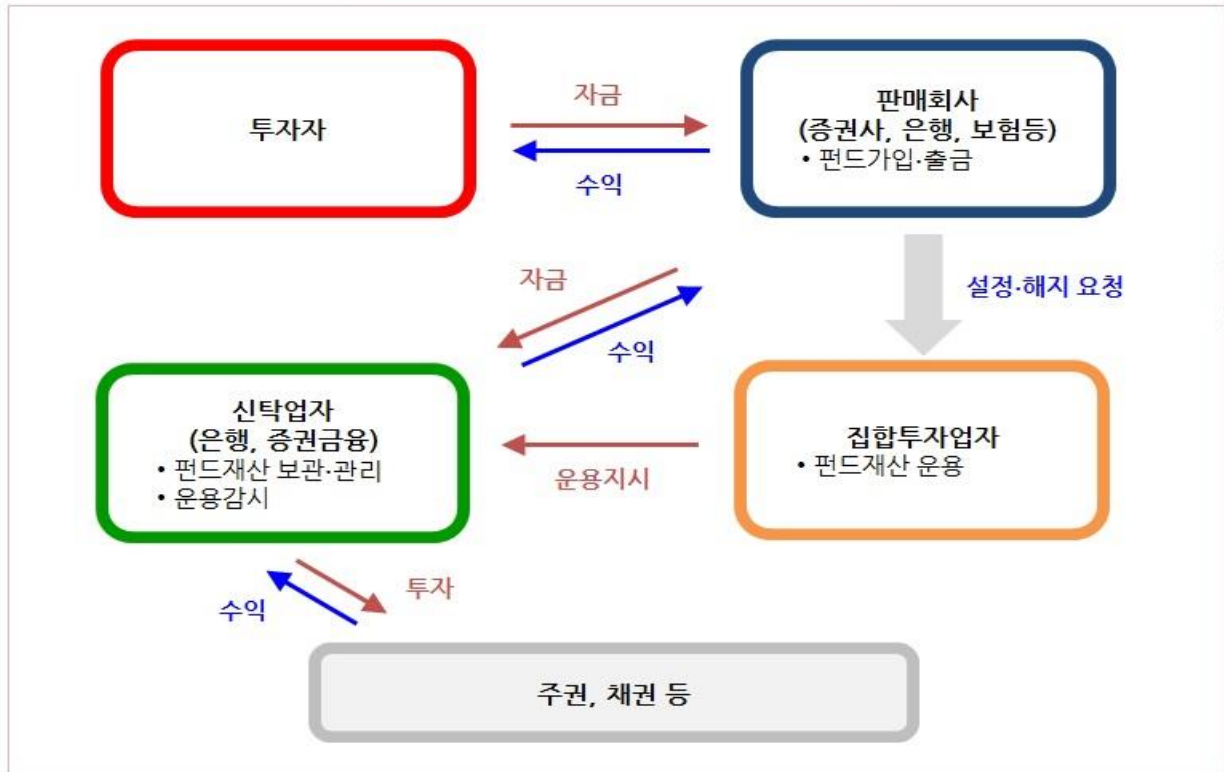 투자자
자금
수익
판매회사
(증권사, 은행, 보험등)
• 펀드가입·출금
자금
수익
설정·해지 요청
신탁업자
(은행, 증권금융)
• 펀드재산 보관·관리
• 운용감시
운용지시
집합투자업자
• 펀드재산 운용
수익
투자
주권, 채권 등